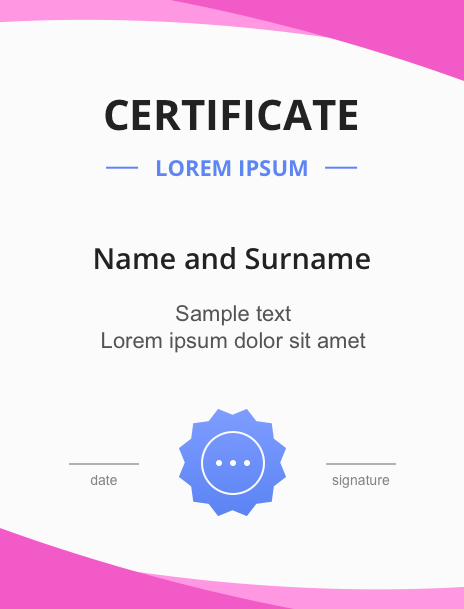 CERTIFICATE
LOREM IPSUM
Name and Surname
Sample text
Lorem ipsum dolor sit amet
date
signature